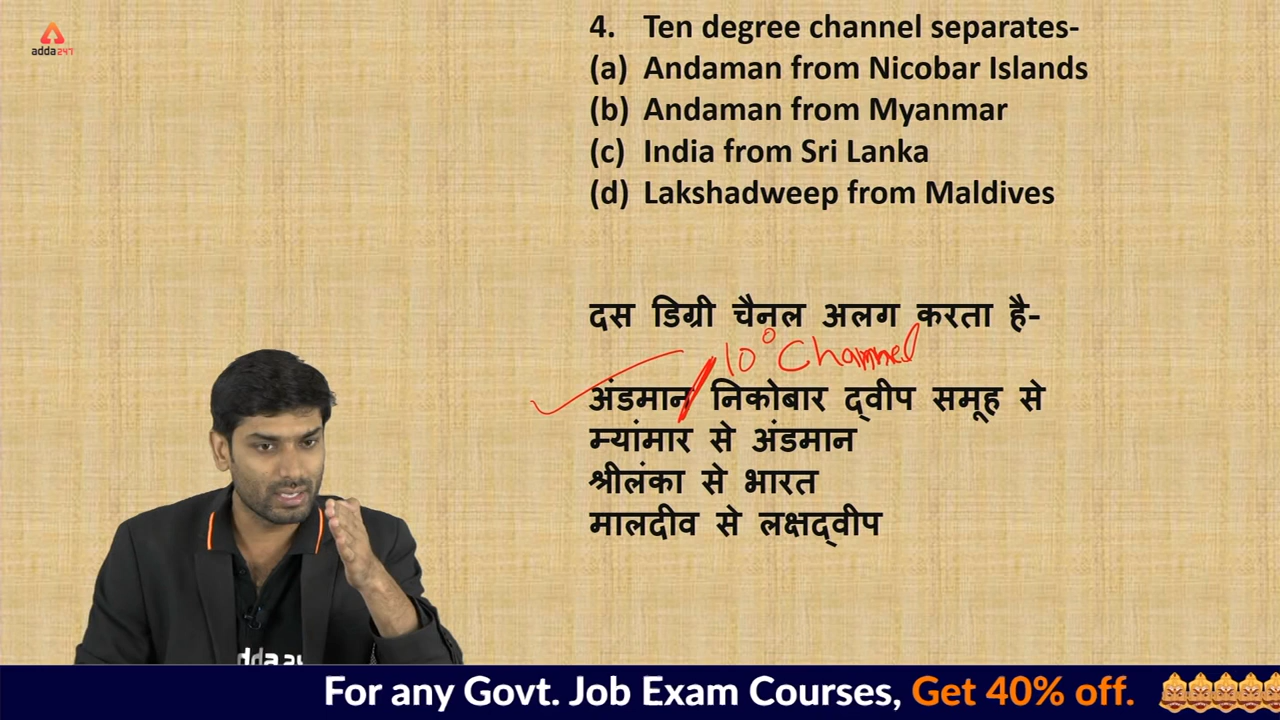 adda247
4. Ten degree channel separates-
(a) Andaman from Nicobar Islands
(b) Andaman from Myanmar
(c) India from Sri Lanka
(d) Lakshadweep from Maldives
दस डिग्री चैनल अलग करता है-
10° Channel
अंडमान निकोबार द्वीप समूह से
म्यांमार से अंडमान
श्रीलंका से भारत
मालदीव से लक्षद्वीप
For any Govt. Job Exam Courses, Get 40% off.